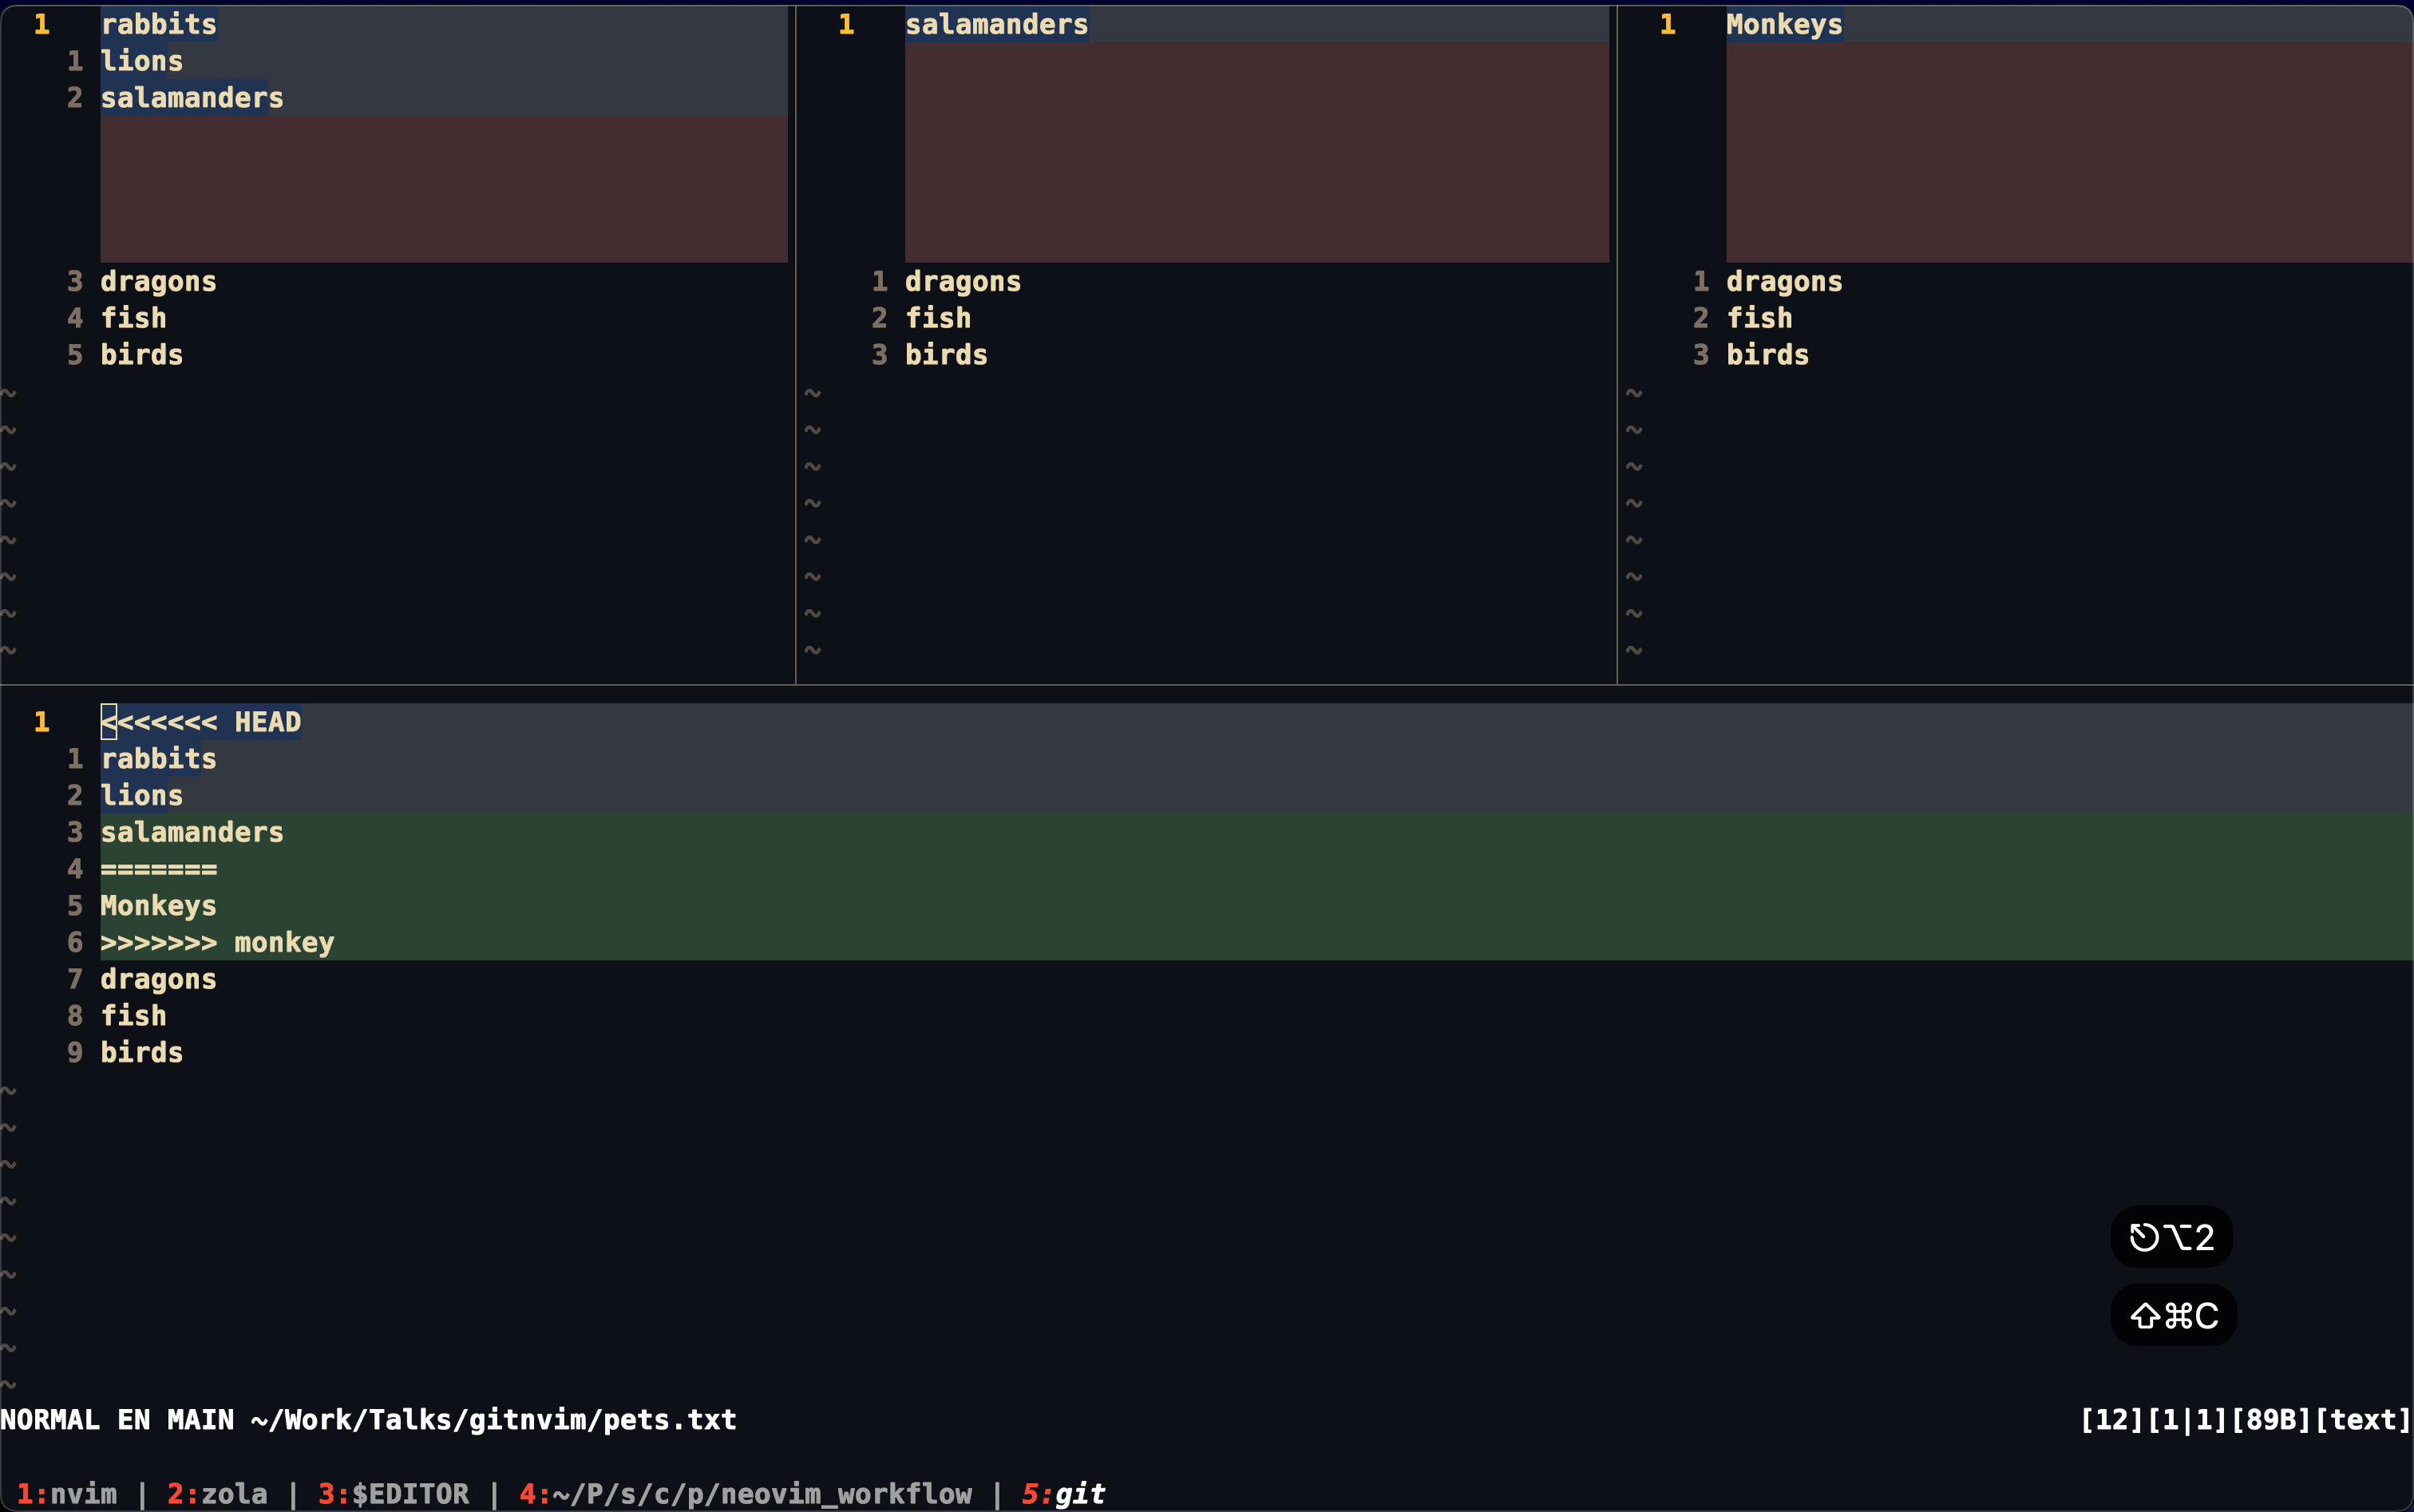 1 rabbits
1 lions
2 salamanders
3 dragons
4 fish
5 birds
~
~
~
~
~
~
~
~
1 salamanders
1 dragons
2 fish
3 birds
~
~
~
~
~
~
~
~
1 Monkeys
1 dragons
2 fish
3 birds
~
~
~
~
~
~
~
~
1 <<<<<<< HEAD
1 rabbits
2 lions
3 salamanders
4 =======
5 Monkeys
6 >>>>>>> monkey
7 dragons
8 fish
9 birds
~
~
~
~
~
~
~
~
~
⎋⌥2
⇧⌘C
NORMAL EN MAIN ~/Work/Talks/gitnvim/pets.txt [12][1|1][89B][text]
1:nvim | 2:zola | 3:$EDITOR | 4:~/P/s/c/p/neovim_workflow | 5:git